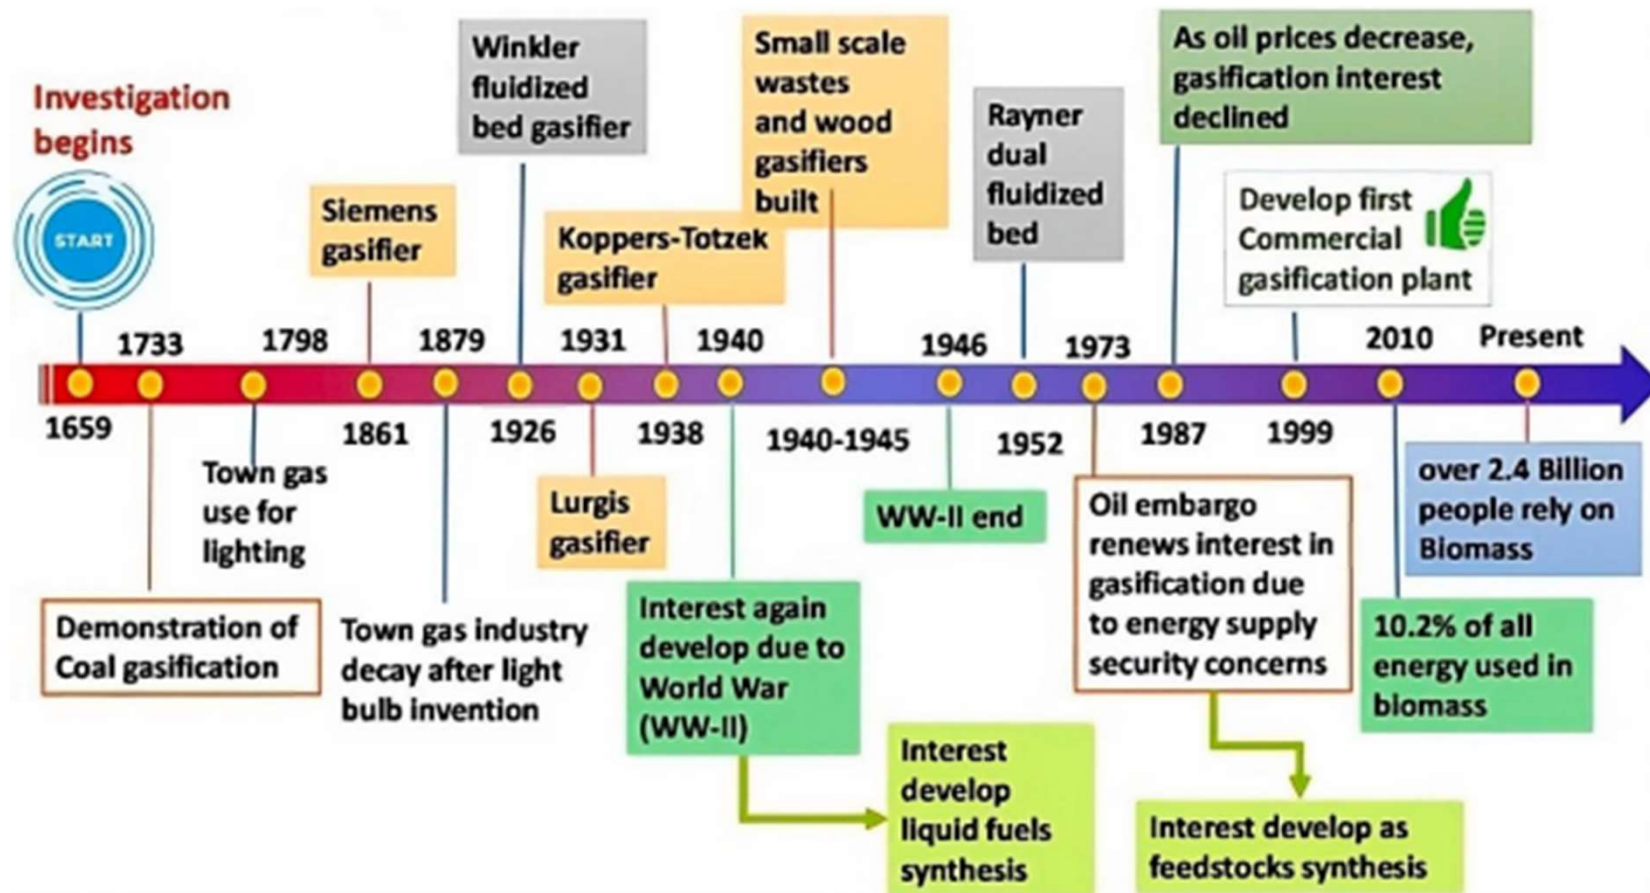 Investigation
begins
START
Winkler
fluidized
bed gasifier
Small scale
wastes
and wood
gasifiers
built
Rayner
dual
fluidized
bed
As oil prices decrease,
gasification interest
declined
Siemens
gasifier
Koppers-Totzek
gasifier
Develop first
Commercial
gasification plant
1733
1798
1879
1931
1940
1946
1973
2010
Present
1659
1861
1926
1938
1940-1945
1952
1987
1999
Town gas
use for
lighting
Lurgis
gasifier
WW-II end
Oil embargo
renews interest in
gasification due
to energy supply
security concerns
over 2.4 Billion
people rely on
Biomass
Demonstration of
Coal gasification
Town gas industry
decay after light
bulb invention
Interest again
develop due to
World War
(WW-II)
10.2% of all
energy used in
biomass
Interest
develop
liquid fuels
synthesis
Interest develop as
feedstocks synthesis